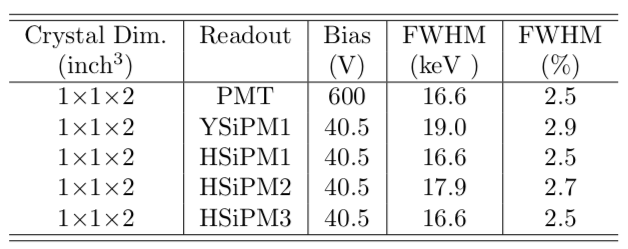 Crystal Dim. Readout Bias FWHM FWHM
(inch³) (V) (keV ) (%)
1×1×2 PMT 600 16.6 2.5
1×1×2 YSiPM1 40.5 19.0 2.9
1×1×2 HSiPM1 40.5 16.6 2.5
1×1×2 HSiPM2 40.5 17.9 2.7
1×1×2 HSiPM3 40.5 16.6 2.5